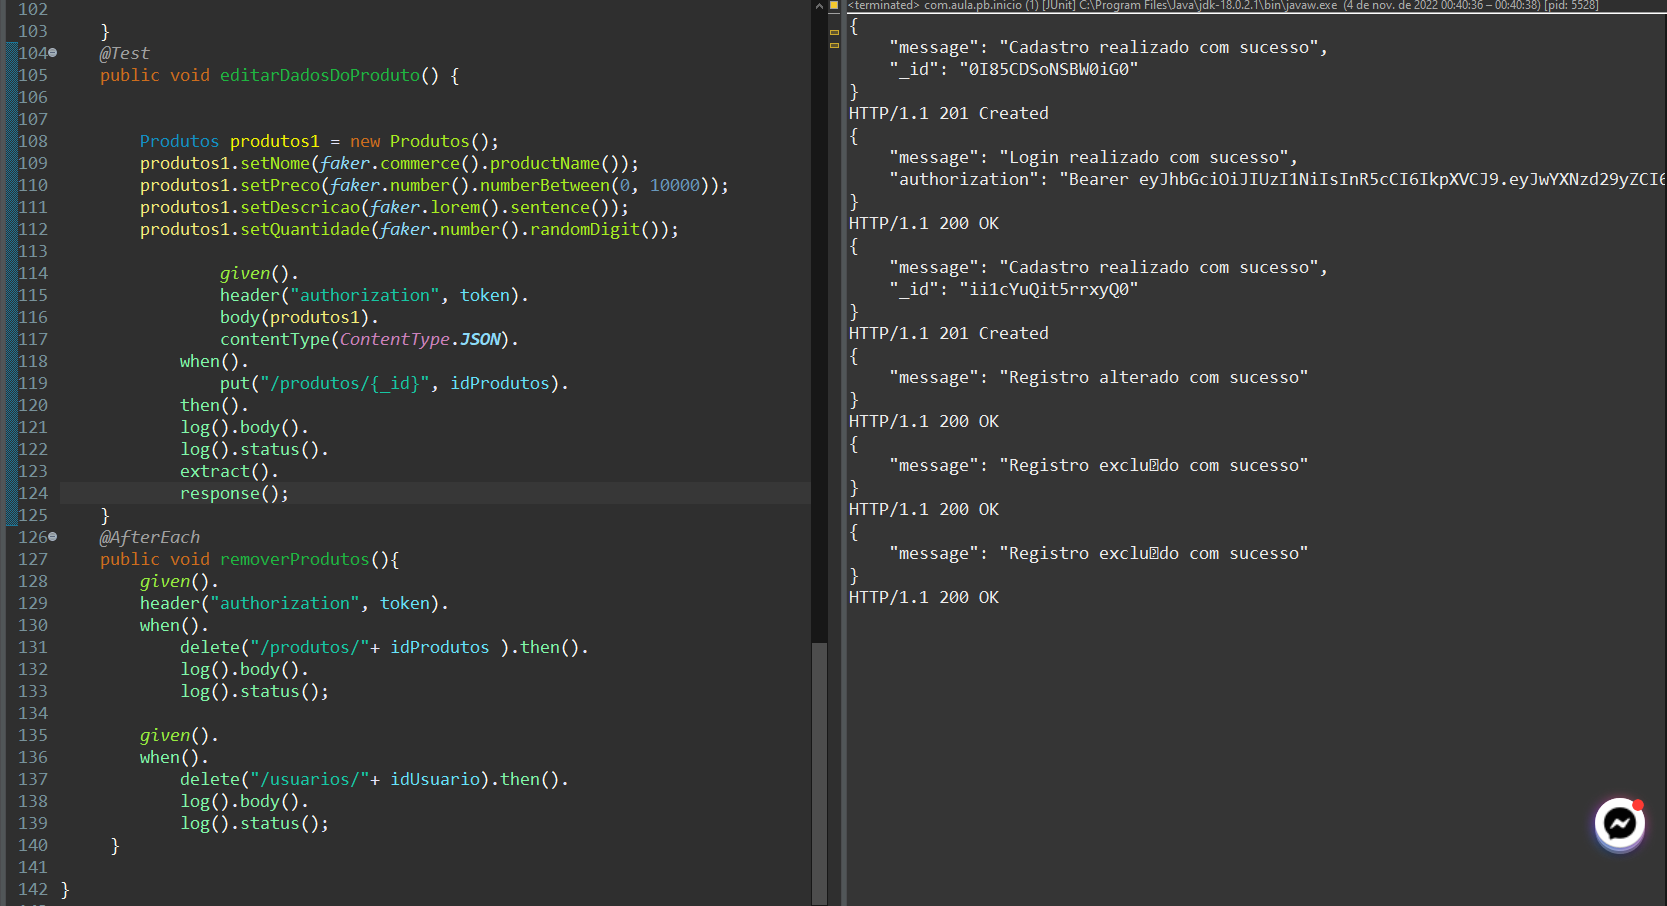 102
103 }
104 @Test
105 public void editarDadosDoProduto() {
106
107
108 Produtos produtos1 = new Produtos();
109 produtos1.setNome(faker.commerce().productName());
110 produtos1.setPreco(faker.number().numberBetween(0, 10000));
111 produtos1.setDescricao(faker.lorem().sentence());
112 produtos1.setQuantidade(faker.number().randomDigit());
113
114 given().
115 header("authorization", token).
116 body(produtos1).
117 contentType(ContentType.JSON).
118 when().
119 put("/produtos/{_id}", idProdutos).
120 then().
121 log().body().
122 log().status().
123 extract().
124 response();
125 }
126 @AfterEach
127 public void removerProdutos(){
128 given().
129 header("authorization", token).
130 when().
131 delete("/produtos/"+ idProdutos ).then().
132 log().body().
133 log().status();
134
135 given().
136 when().
137 delete("/usuarios/"+ idUsuario).then().
138 log().body().
139 log().status();
140 }
141
142 }
<terminated> com.aula.pb.inicio (1) [JUnit] C:\Program Files\Java\jdk-18.0.2.1\bin\javaw.exe (4 de nov. de 2022 00:40:36 – 00:40:38) [pid: 5528]
{
"message": "Cadastro realizado com sucesso",
"_id": "0I85CDSoNSBW0iG0"
}
HTTP/1.1 201 Created
{
"message": "Login realizado com sucesso",
"authorization": "Bearer eyJhbGciOiJIUzI1NiIsInR5cCI6IkpXVCJ9.eyJwYXNzd29yZCI6
}
HTTP/1.1 200 OK
{
"message": "Cadastro realizado com sucesso",
"_id": "ii1cYuQit5rrxyQ0"
}
HTTP/1.1 201 Created
{
"message": "Registro alterado com sucesso"
}
HTTP/1.1 200 OK
{
"message": "Registro exclu�do com sucesso"
}
HTTP/1.1 200 OK
{
"message": "Registro exclu�do com sucesso"
}
HTTP/1.1 200 OK